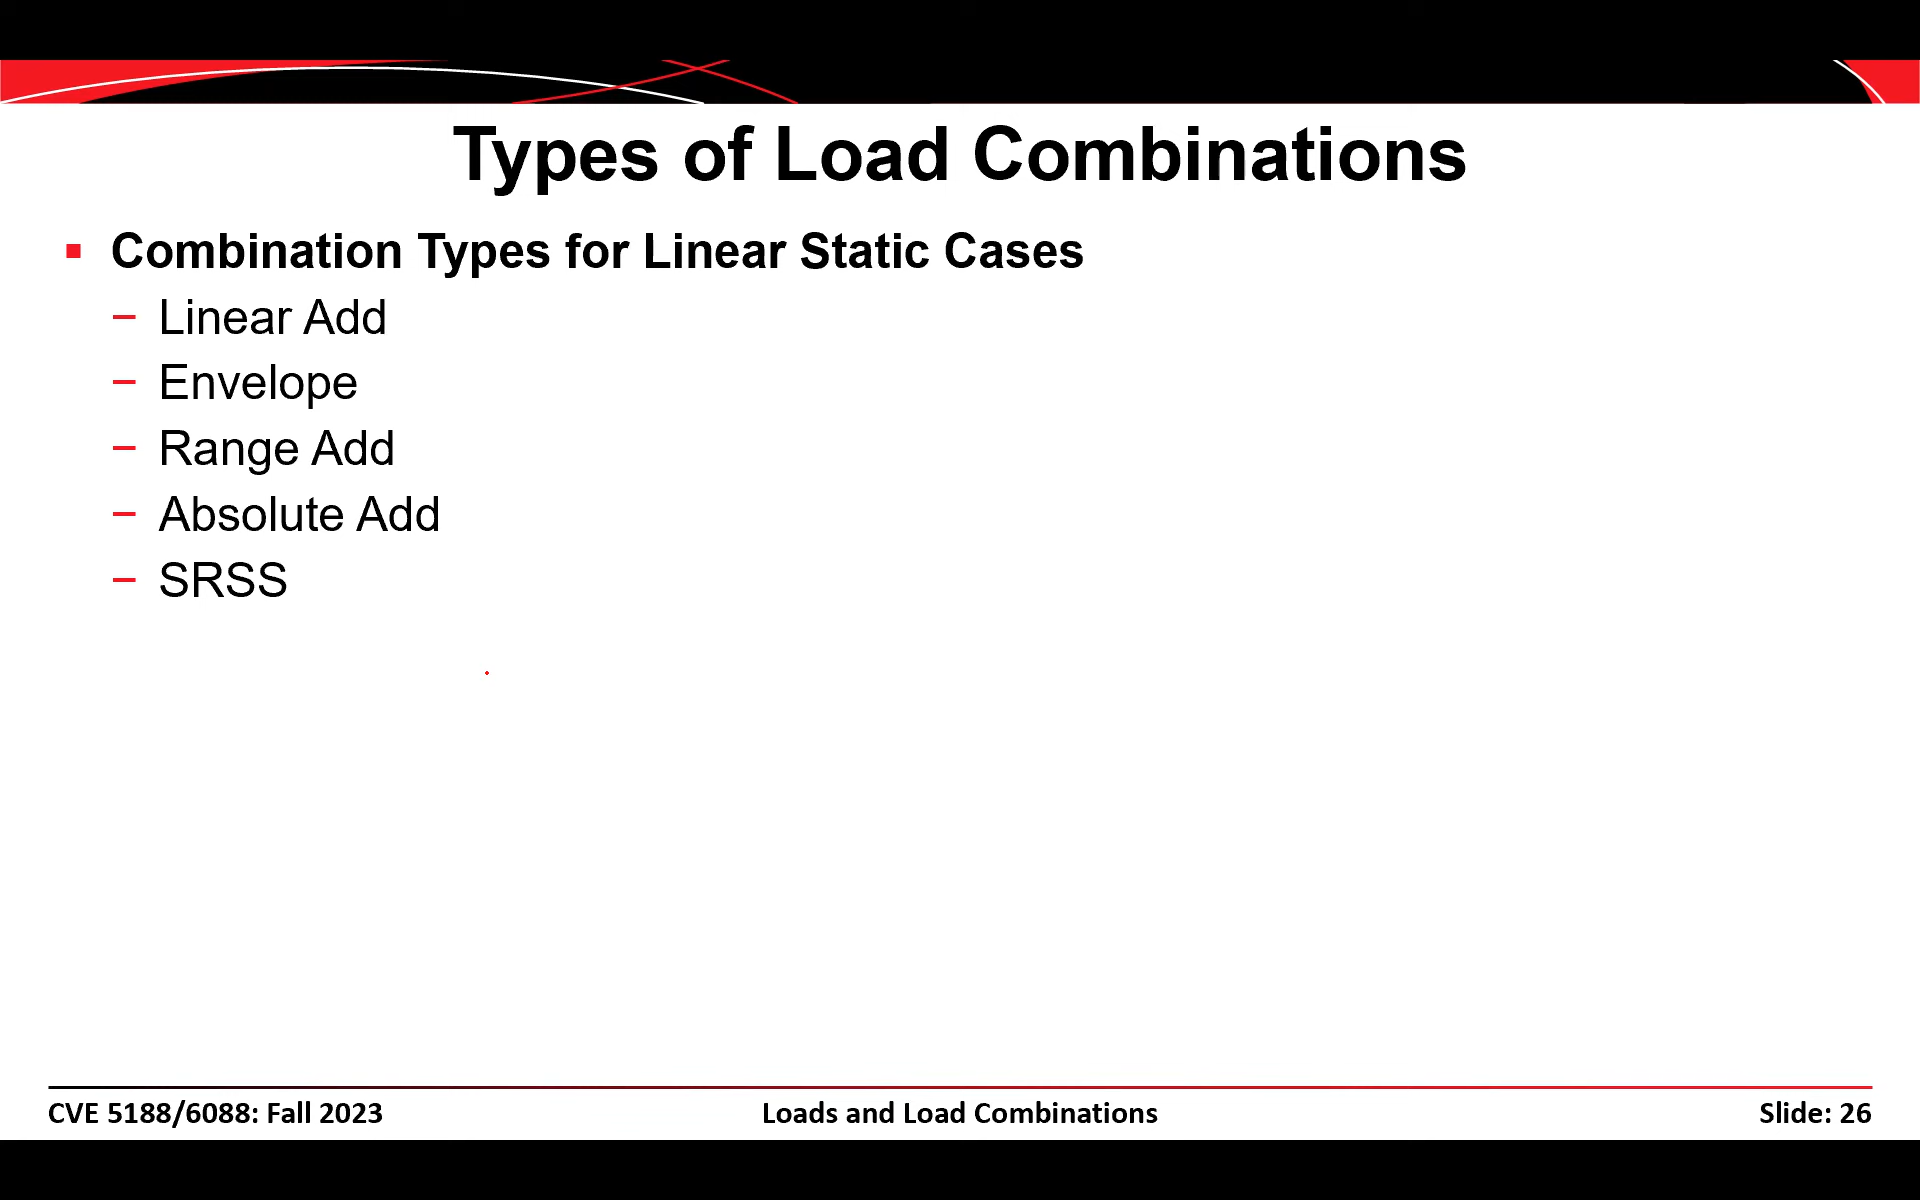 Types of Load Combinations
▪ Combination Types for Linear Static Cases
– Linear Add
– Envelope
– Range Add
– Absolute Add
– SRSS
CVE 5188/6088: Fall 2023
Loads and Load Combinations
Slide: 26